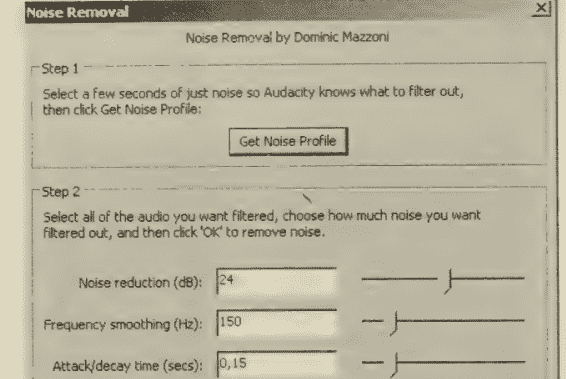 Noise Removal
Noise Removal by Dominic Mazzoni
Step 1
Select a few seconds of just noise so Audacity knows what to filter out,
then click Get Noise Profile:
Get Noise Profile
Step 2
Select all of the audio you want filtered, choose how much noise you want
filtered out, and then click 'OK' to remove noise.
Noise reduction (dB): 24
Frequency smoothing (Hz): 150
Attack/decay time (secs): 0,15